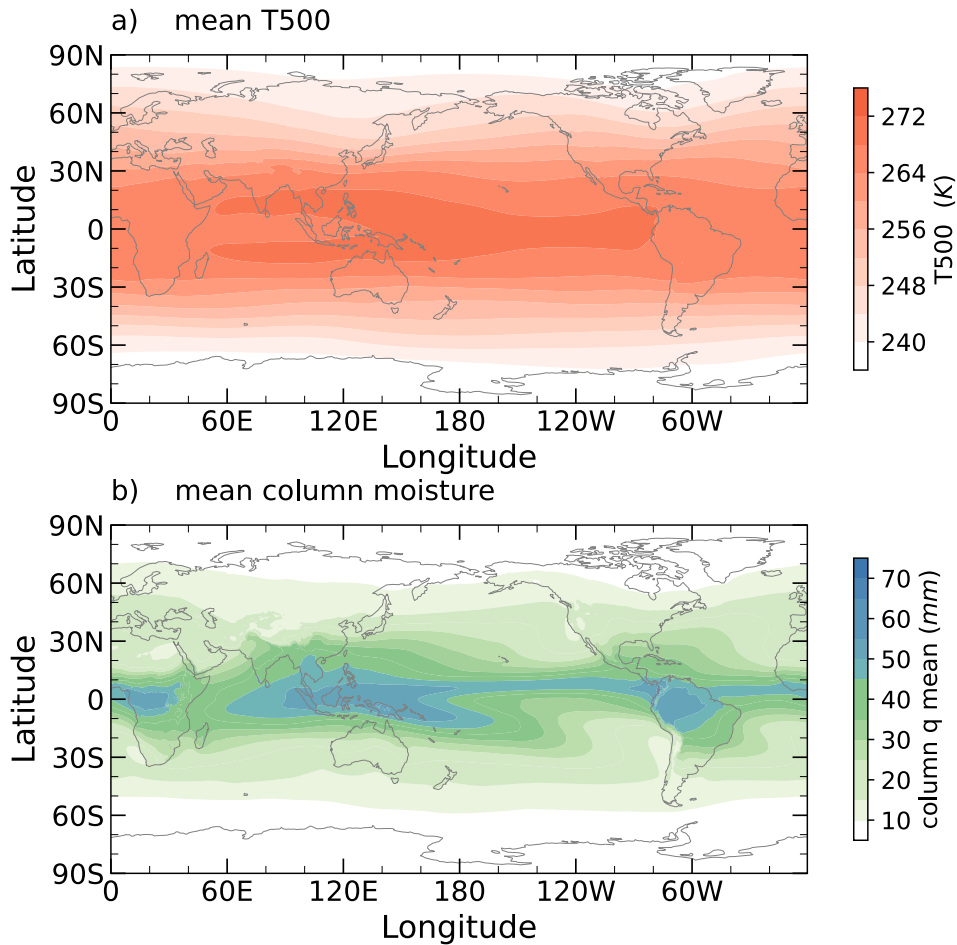 a) mean T500
90N
60N
30N
0
30S
60S
90S
Latitude
0 60E 120E 180 120W 60W
Longitude
272
264
256
248
240
T500 (K)
b) mean column moisture
90N
60N
30N
0
30S
60S
90S
Latitude
0 60E 120E 180 120W 60W
Longitude
70
60
50
40
30
20
10
column q mean (mm)